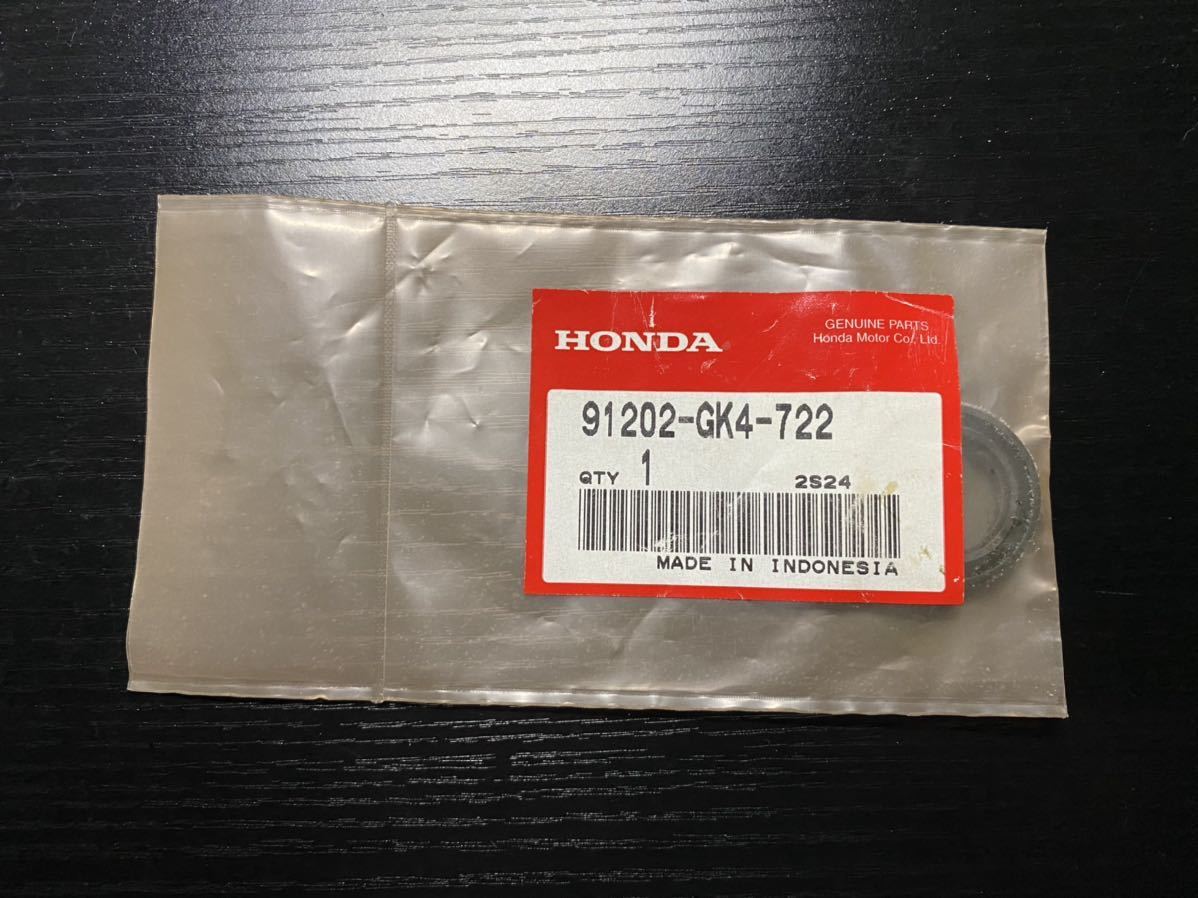 HONDA
GENUINE PARTS
Honda Motor Co., Ltd.
91202-GK4-722
QTY 1 2S24
MADE IN INDONESIA